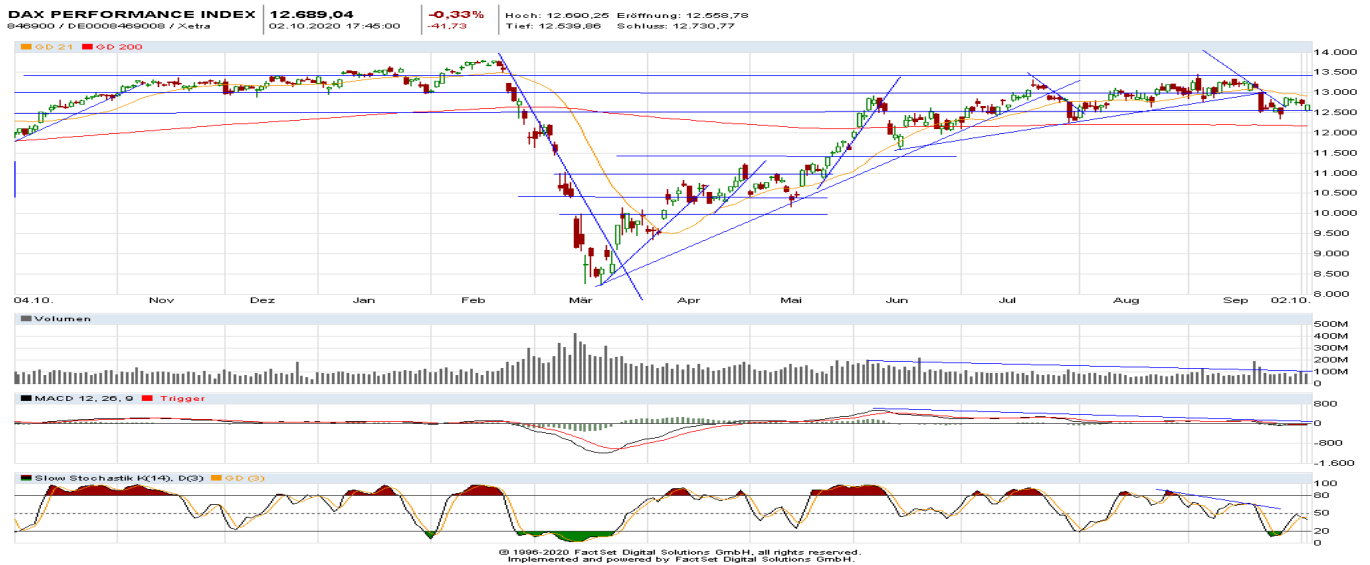 DAX PERFORMANCE INDEX 12.689,04 -0,33% Hoch: 12.690,25 Eröffnung: 12.558,78
846900 / DE0008469008 / Xetra 02.10.2020 17:45:00 -41,73 Tief: 12.539,86 Schluss: 12.730,77
GD 21 GD 200
14.000
13.500
13.000
12.500
12.000
11.500
11.000
10.500
10.000
9.500
9.000
8.500
8.000
04.10. Nov Dez Jan Feb Mär Apr Mai Jun Jul Aug Sep 02.10.
Volumen
500M
400M
300M
200M
100M
0
MACD 12, 26, 9 Trigger
800
0
-800
-1.600
Slow Stochastik K(14), D(3) GD (3)
100
80
50
20
0
© 1996-2020 FactSet Digital Solutions GmbH, all rights reserved.
Implemented and powered by FactSet Digital Solutions GmbH.